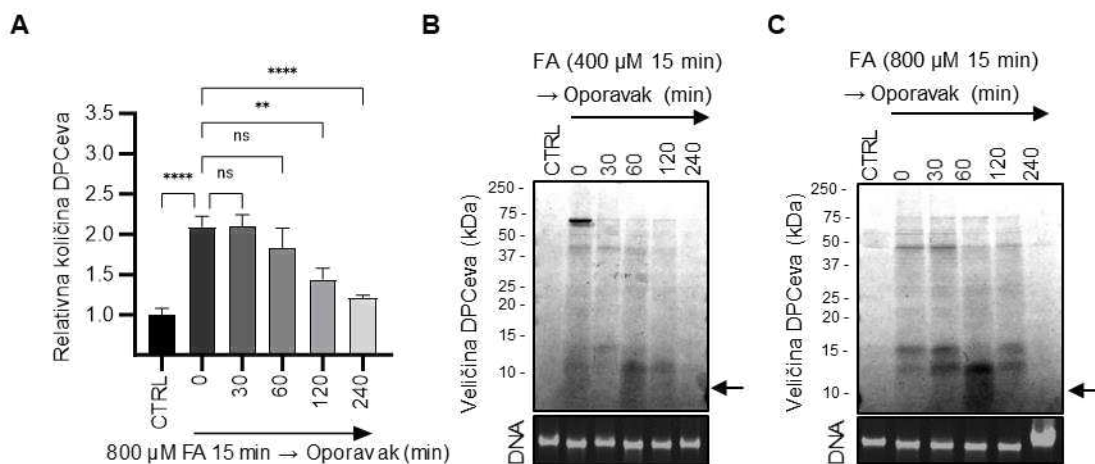 A
****
**
ns
**** ns
3.5
3.0
2.5
2.0
1.5
1.0
Relativna količina DPCeva
CTRL
0
30
60
120
240
800 µM FA 15 min → Oporavak (min)
B
FA (400 µM 15 min)
→ Oporavak (min)
CTRL
0
30
60
120
240
250 -
75 -
50 -
37 -
25 -
20 -
15 -
10 -
Veličina DPCeva (kDa)
DNA
C
FA (800 µM 15 min)
→ Oporavak (min)
CTRL
0
30
60
120
240
250 -
75 -
50 -
37 -
25 -
20 -
15 -
10 -
Veličina DPCeva (kDa)
DNA